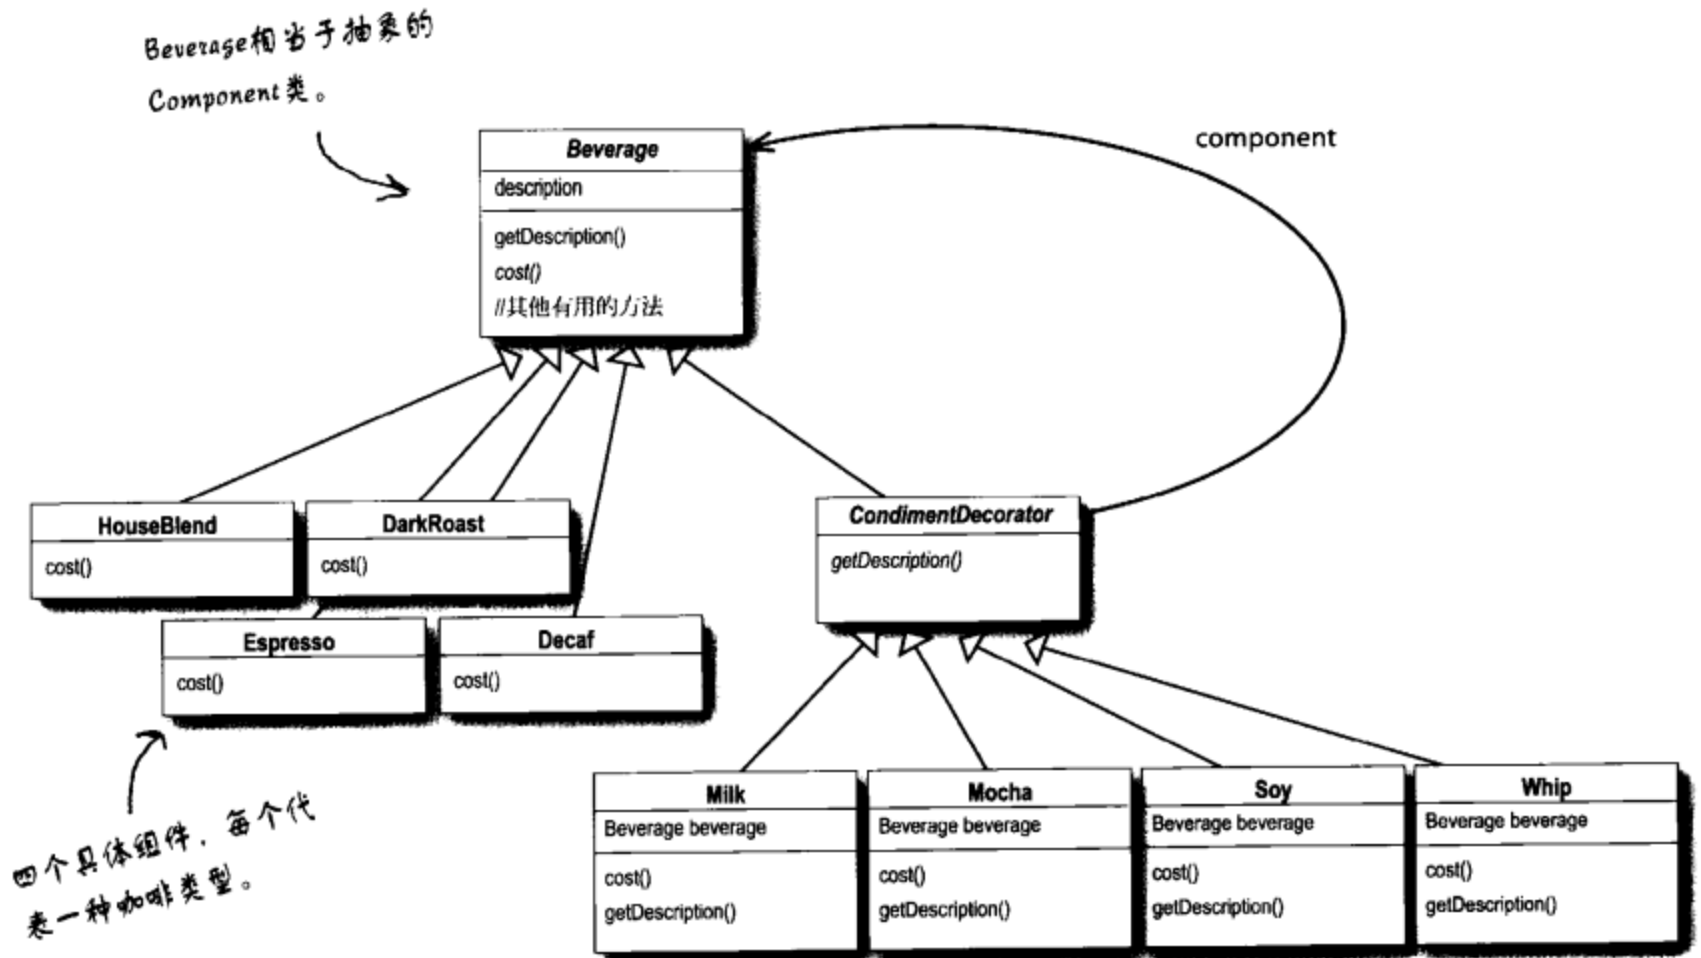 Beverage相当于抽象的
Component类。
component
Beverage
description
getDescription()
cost()
//其他有用的方法
HouseBlend
cost()
DarkRoast
cost()
CondimentDecorator
getDescription()
Espresso
cost()
Decaf
cost()
四个具体组件，每个代
表一种咖啡类型。
Milk
Beverage beverage
cost()
getDescription()
Mocha
Beverage beverage
cost()
getDescription()
Soy
Beverage beverage
cost()
getDescription()
Whip
Beverage beverage
cost()
getDescription()